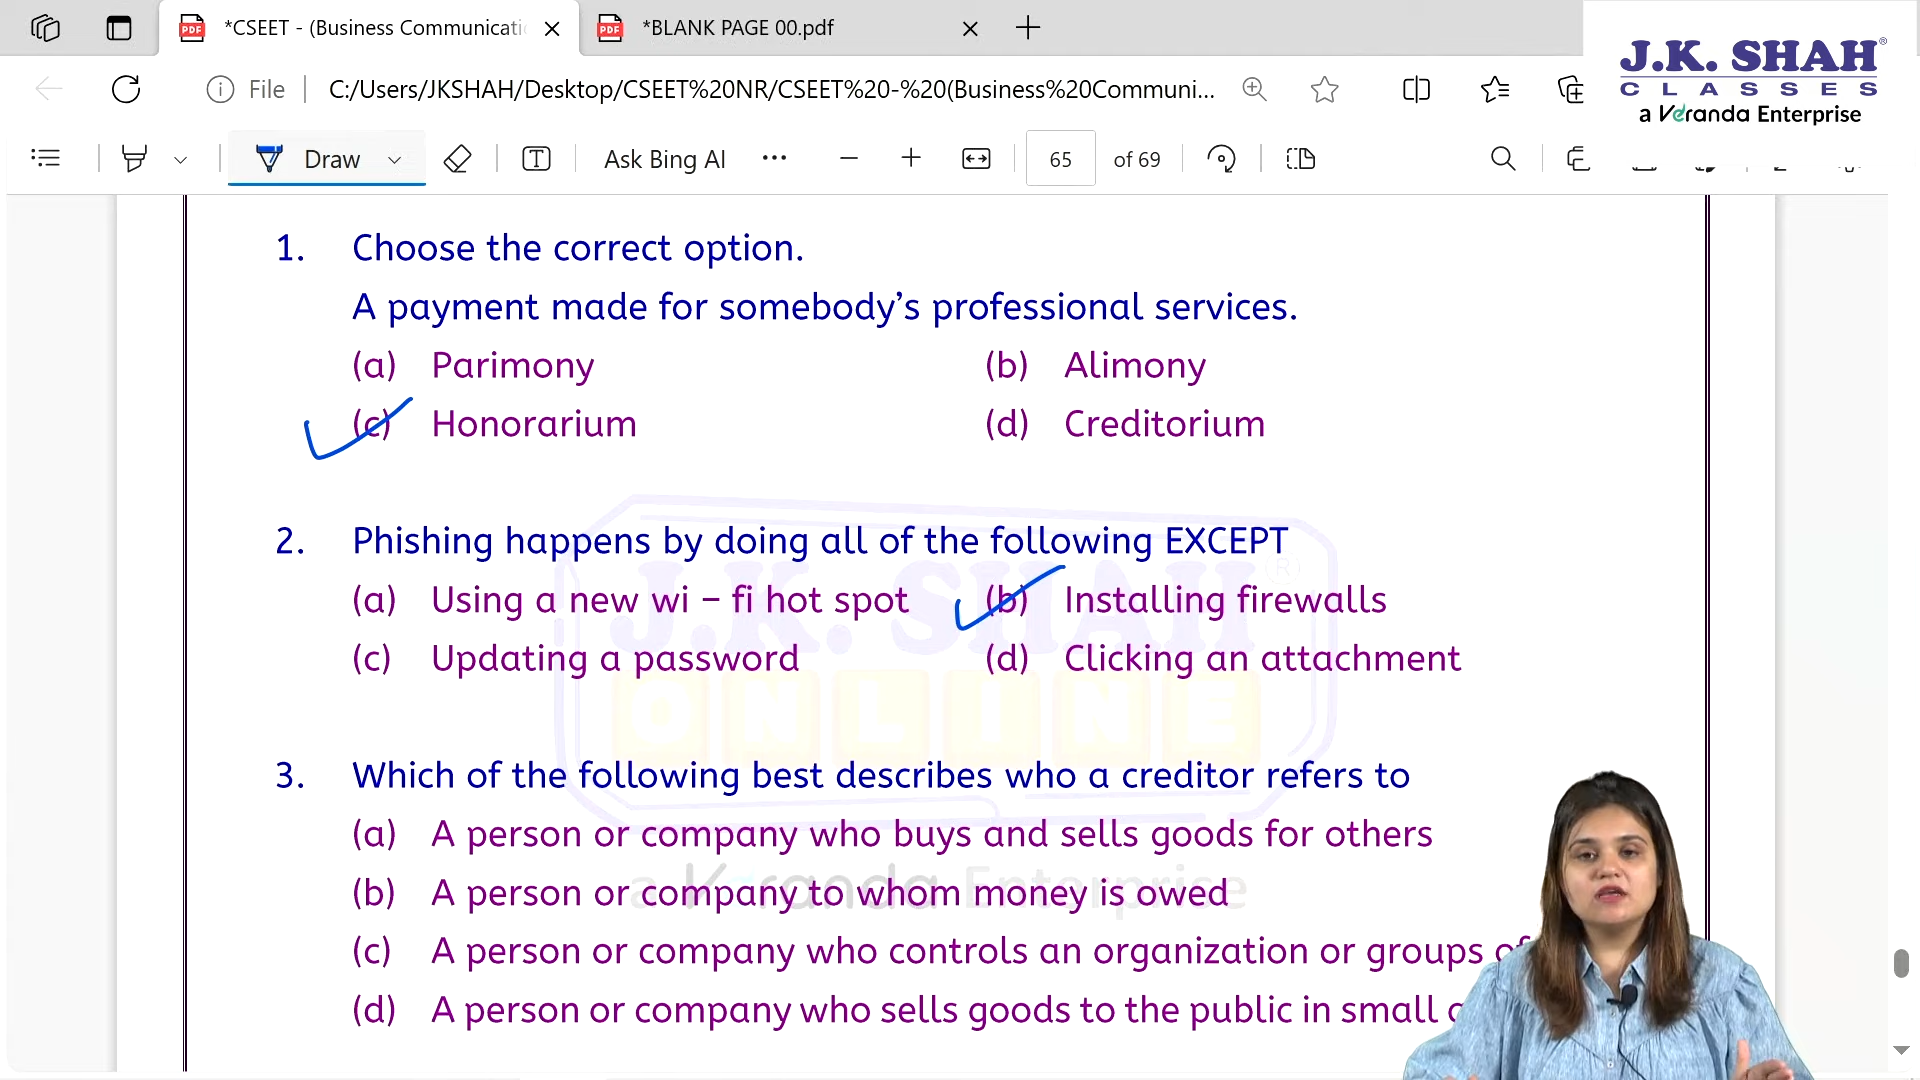 *CSEET - (Business Communicati
*BLANK PAGE 00.pdf
J.K. SHAH®
CLASSES
a Veranda Enterprise
File
C:/Users/JKSHAH/Desktop/CSEET%20NR/CSEET%20-%20(Business%20Communi...
Draw
Ask Bing AI
65
of 69
1. Choose the correct option.
A payment made for somebody’s professional services.
(a) Parimony (b) Alimony
(c) Honorarium (d) Creditorium
2. Phishing happens by doing all of the following EXCEPT
(a) Using a new wi – fi hot spot (b) Installing firewalls
(c) Updating a password (d) Clicking an attachment
3. Which of the following best describes who a creditor refers to
(a) A person or company who buys and sells goods for others
(b) A person or company to whom money is owed
(c) A person or company who controls an organization or groups of
(d) A person or company who sells goods to the public in small
J.K. SHAH®
ONLINE
a Veranda Enterprise